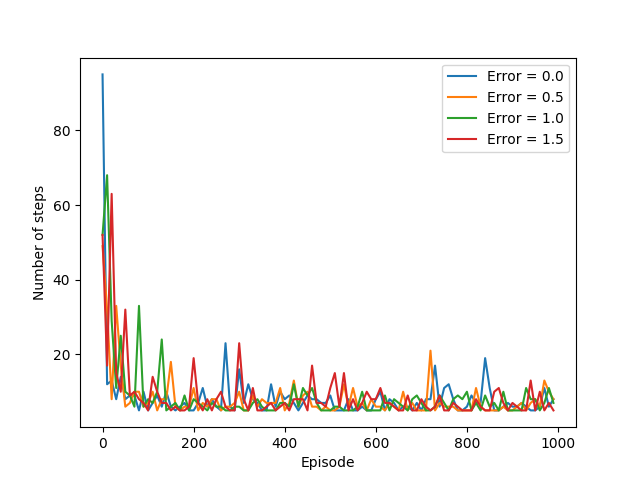 Error = 0.0
Error = 0.5
Error = 1.0
Error = 1.5
80
60
40
20
Number of steps
0 200 400 600 800 1000
Episode